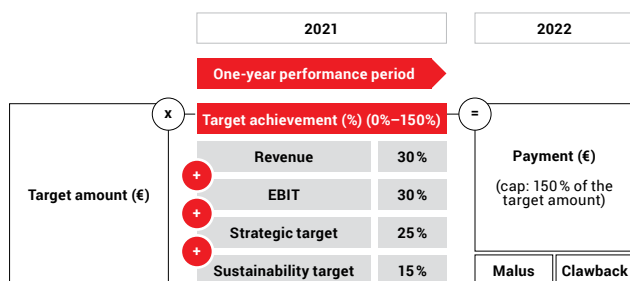 2021
2022
One-year performance period
x
Target achievement (%) (0%–150%)
=
Target amount (€)
Revenue
30 %
+
EBIT
30 %
+
Strategic target
25 %
+
Sustainability target
15 %
Payment (€)
(cap: 150 % of the
target amount)
Malus
Clawback